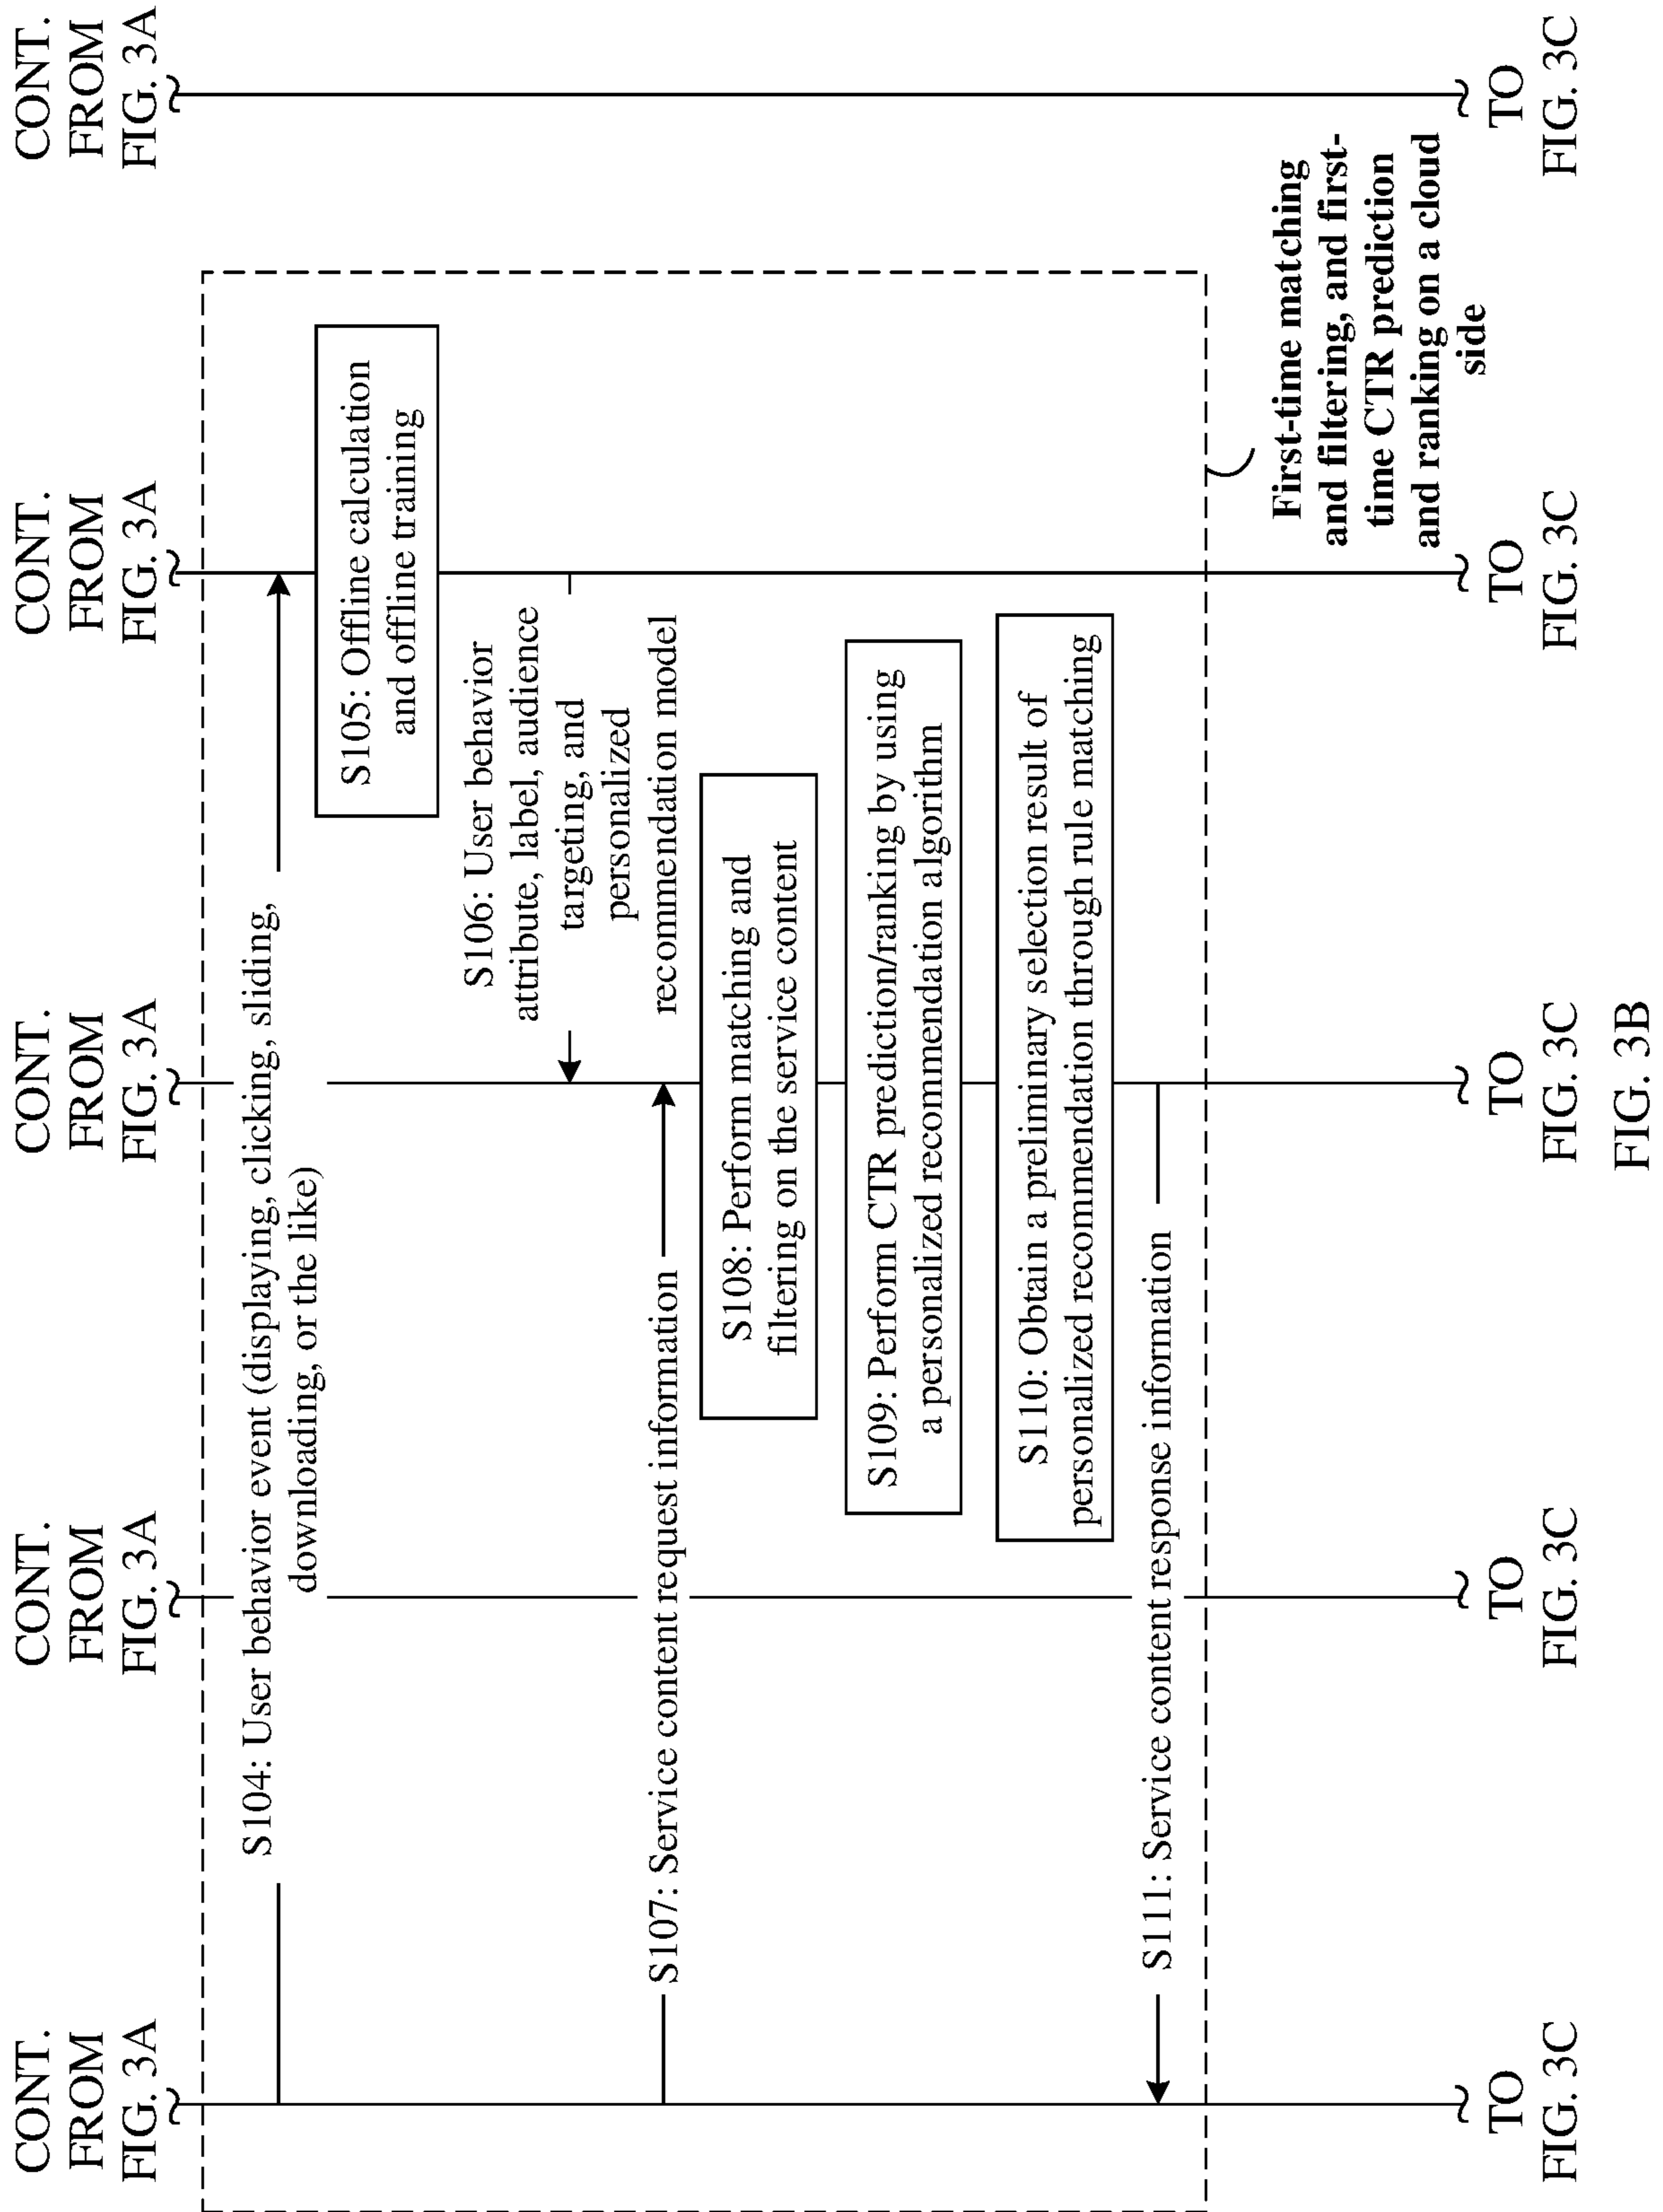 CONT.
FROM
FIG. 3A
CONT.
FROM
FIG. 3A
CONT.
FROM
FIG. 3A
CONT.
FROM
FIG. 3A
CONT.
FROM
FIG. 3A
S104: User behavior event (displaying, clicking, sliding,
downloading, or the like)
S105: Offline calculation
and offline training
S106: User behavior
attribute, label, audience
targeting, and
personalized
recommendation model
S107: Service content request information
S108: Perform matching and
filtering on the service content
S109: Perform CTR prediction/ranking by using
a personalized recommendation algorithm
S110: Obtain a preliminary selection result of
personalized recommendation through rule matching
S111: Service content response information
First-time matching
and filtering, and first-
time CTR prediction
and ranking on a cloud
side
TO
FIG. 3C
TO
FIG. 3C
TO
FIG. 3C
TO
FIG. 3C
TO
FIG. 3C
FIG. 3B